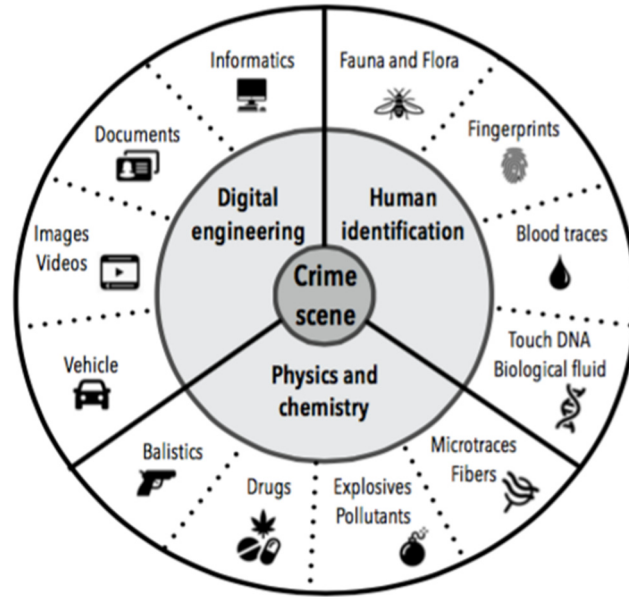 Informatics
Fauna and Flora
Documents
Fingerprints
Digital
engineering
Human
identification
Images
Videos
Blood traces
Crime
scene
Vehicle
Touch DNA
Biological fluid
Physics and
chemistry
Balistics
Microtraces
Fibers
Drugs
Explosives
Pollutants